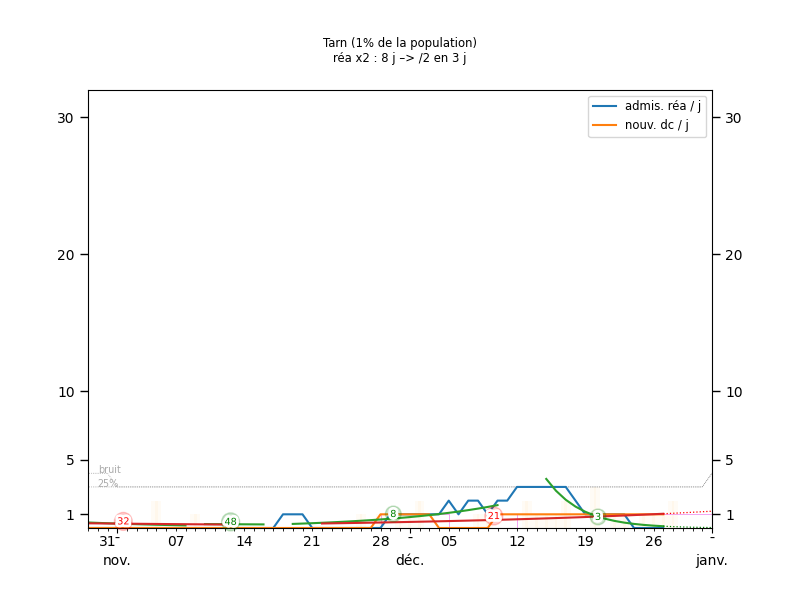 Tarn (1% de la population)
réa x2 : 8 j –> /2 en 3 j
admis. réa / j
nouv. dc / j
30 30
20 20
10 10
5 5
1 1
bruit
25%
32 48 8 21 3
31 07 14 21 28 05 12 19 26
nov. déc. janv.